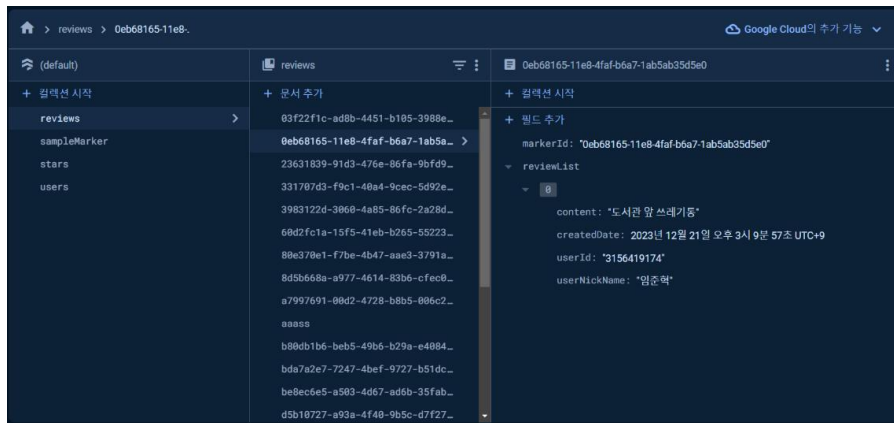 reviews > 0eb68165-11e8-.
Google Cloud의 추가 기능
(default)
+ 컬렉션 시작
reviews
sampleMarker
stars
users
reviews
+ 문서 추가
03f22f1c-ad8b-4451-b105-3988e…
0eb68165-11e8-4faf-b6a7-1ab5a…
23631839-91d3-476e-86fa-9bfd9…
331707d3-f9c1-40a4-9cec-5d92e…
3983122d-3060-4a85-86fc-2a28d…
60d2fc1a-15f5-41eb-b265-55223…
80e370e1-f7be-4b47-aae3-3791a…
8d5b668a-a977-4614-83b6-cfec0…
a7997691-00d2-4728-b8b5-006c2…
aaass
b80db1b6-beb5-49b6-b29a-e4084…
bda7a2e7-7247-4bef-9727-b51dc…
be8ec6e5-a503-4d67-ad6b-35fab…
d5b10727-a93a-4f40-9b5c-d7f27…
0eb68165-11e8-4faf-b6a7-1ab5ab35d5e0
+ 컬렉션 시작
+ 필드 추가
markerId: "0eb68165-11e8-4faf-b6a7-1ab5ab35d5e0"
reviewList
0
content: "도서관 앞 쓰레기통"
createdDate: 2023년 12월 21일 오후 3시 9분 57초 UTC+9
userId: "3156419174"
userNickName: "임준혁"